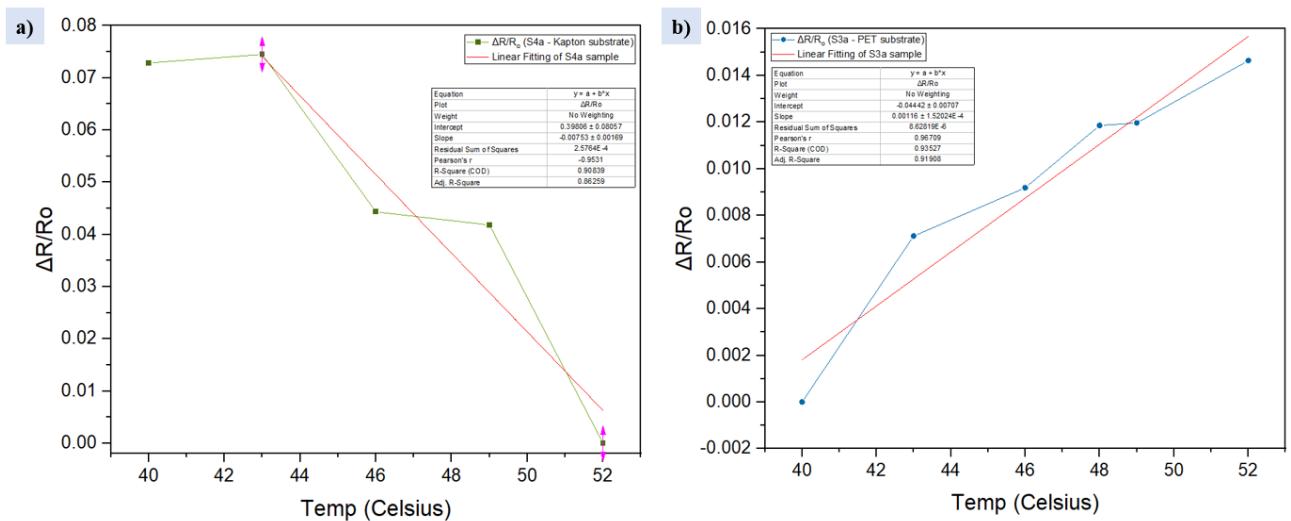 a)
0.08
0.07
0.06
0.05
0.04
0.03
0.02
0.01
0.00
ΔR/Ro
40 42 44 46 48 50 52
Temp (Celsius)
ΔR/Rₒ (S4a - Kapton substrate)
Linear Fitting of S4a sample
Equation y = a + b*x
Plot ΔR/Ro
Weight No Weighting
Intercept 0.39806 ± 0.08057
Slope -0.00753 ± 0.00169
Residual Sum of Squares 2.5764E-4
Pearson's r -0.9531
R-Square (COD) 0.90839
Adj. R-Square 0.86259
b)
0.016
0.014
0.012
0.010
0.008
0.006
0.004
0.002
0.000
-0.002
ΔR/Ro
40 42 44 46 48 50 52
Temp (Celsius)
ΔR/Rₒ (S3a - PET substrate)
Linear Fitting of S3a sample
Equation y = a + b*x
Plot ΔR/Ro
Weight No Weighting
Intercept -0.04442 ± 0.00707
Slope 0.00116 ± 1.52024E-4
Residual Sum of Squares 8.62819E-6
Pearson's r 0.96709
R-Square (COD) 0.93527
Adj. R-Square 0.91908